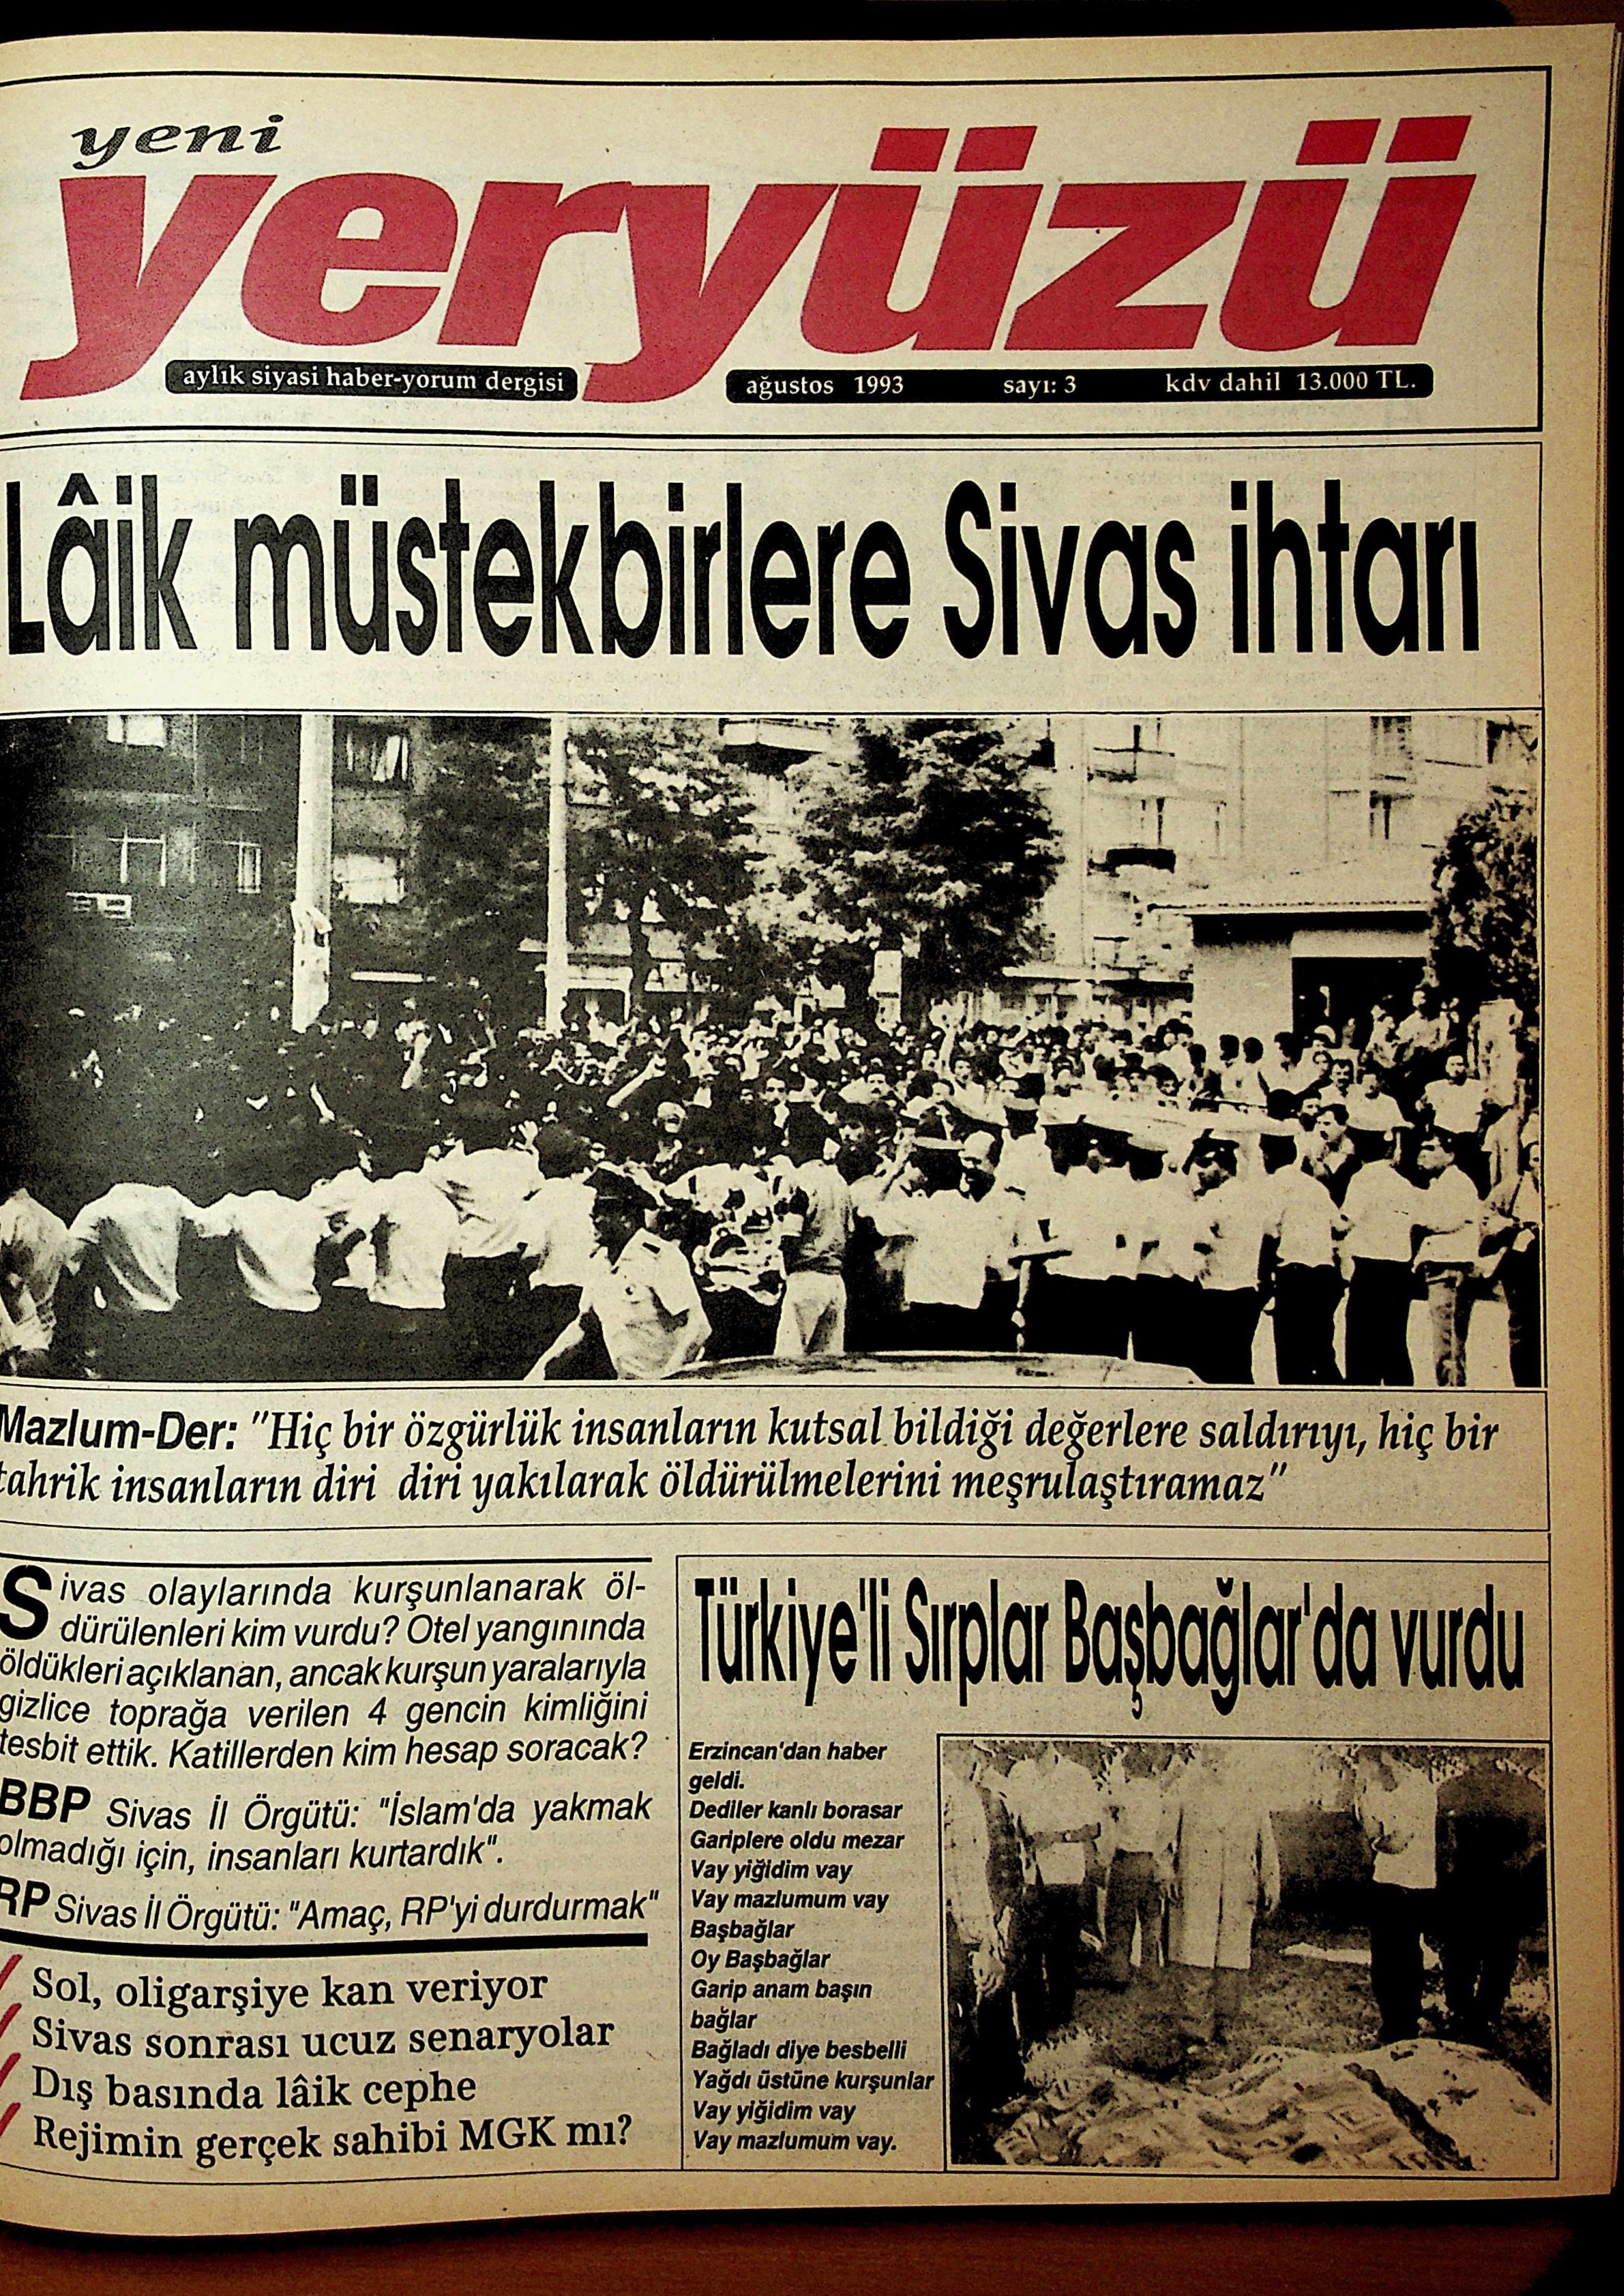 yeni
yeryüzü
aylık siyasi haber-yorum dergisi
ağustos 1993 sayı: 3 kdv dahil 13.000 TL.
Lâik müstekbirlere Sivas ihtarı
Mazlum-Der: "Hiç bir özgürlük insanların kutsal bildiği değerlere saldırıyı, hiç bir
tahrik insanların diri diri yakılarak öldürülmelerini meşrulaştıramaz"
Sivas olaylarında kurşunlanarak öl-
dürülenleri kim vurdu? Otel yangınında
öldükleri açıklanan, ancak kurşun yaralarıyla
gizlice toprağa verilen 4 gencin kimliğini
tesbit ettik. Katillerden kim hesap soracak?
BBP Sivas İl Örgütü: "İslam'da yakmak
olmadığı için, insanları kurtardık".
RP Sivas İl Örgütü: "Amaç, RP'yi durdurmak"
Sol, oligarşiye kan veriyor
Sivas sonrası ucuz senaryolar
Dış basında lâik cephe
Rejimin gerçek sahibi MGK mı?
Türkiye'li Sırplar Başbağlar'da vurdu
Erzincan'dan haber
geldi.
Dediler kanlı borasar
Gariplere oldu mezar
Vay yiğidim vay
Vay mazlumum vay
Başbağlar
Oy Başbağlar
Garip anam başın
bağlar
Bağladı diye besbelli
Yağdı üstüne kurşunlar
Vay yiğidim vay
Vay mazlumum vay.